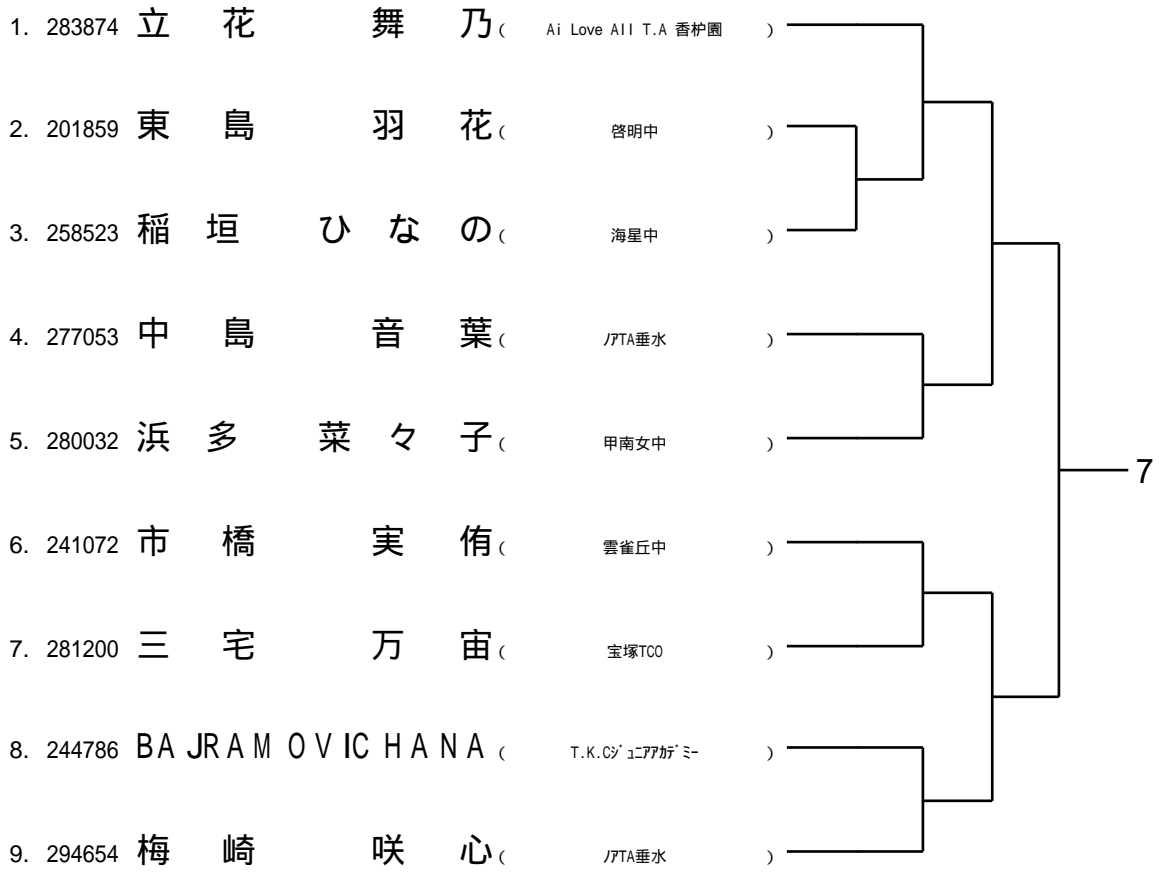 1. 283874 立 花 舞 乃 ( Ai Love All T.A 香枦園 )
2. 201859 東 島 羽 花 ( 啓明中 )
3. 258523 稲 垣 ひ な の ( 海星中 )
4. 277053 中 島 音 葉 ( ﾉｱTA垂水 )
5. 280032 浜 多 菜 々 子 ( 甲南女中 )
7
6. 241072 市 橋 実 侑 ( 雲雀丘中 )
7. 281200 三 宅 万 宙 ( 宝塚TCO )
8. 244786 BAJRAMOVIC HANA ( T.K.Cｼﾞｭﾆｱｱｶﾃﾞﾐｰ )
9. 294654 梅 崎 咲 心 ( ﾉｱTA垂水 )